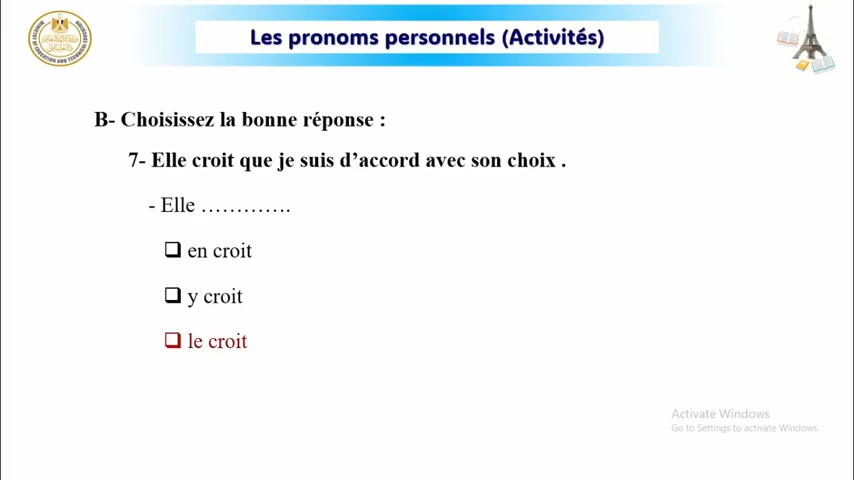 Les pronoms personnels (Activités)
B- Choisissez la bonne réponse :
7- Elle croit que je suis d’accord avec son choix .
- Elle ………….
❑ en croit
❑ y croit
❑ le croit
Activate Windows
Go to Settings to activate Windows.